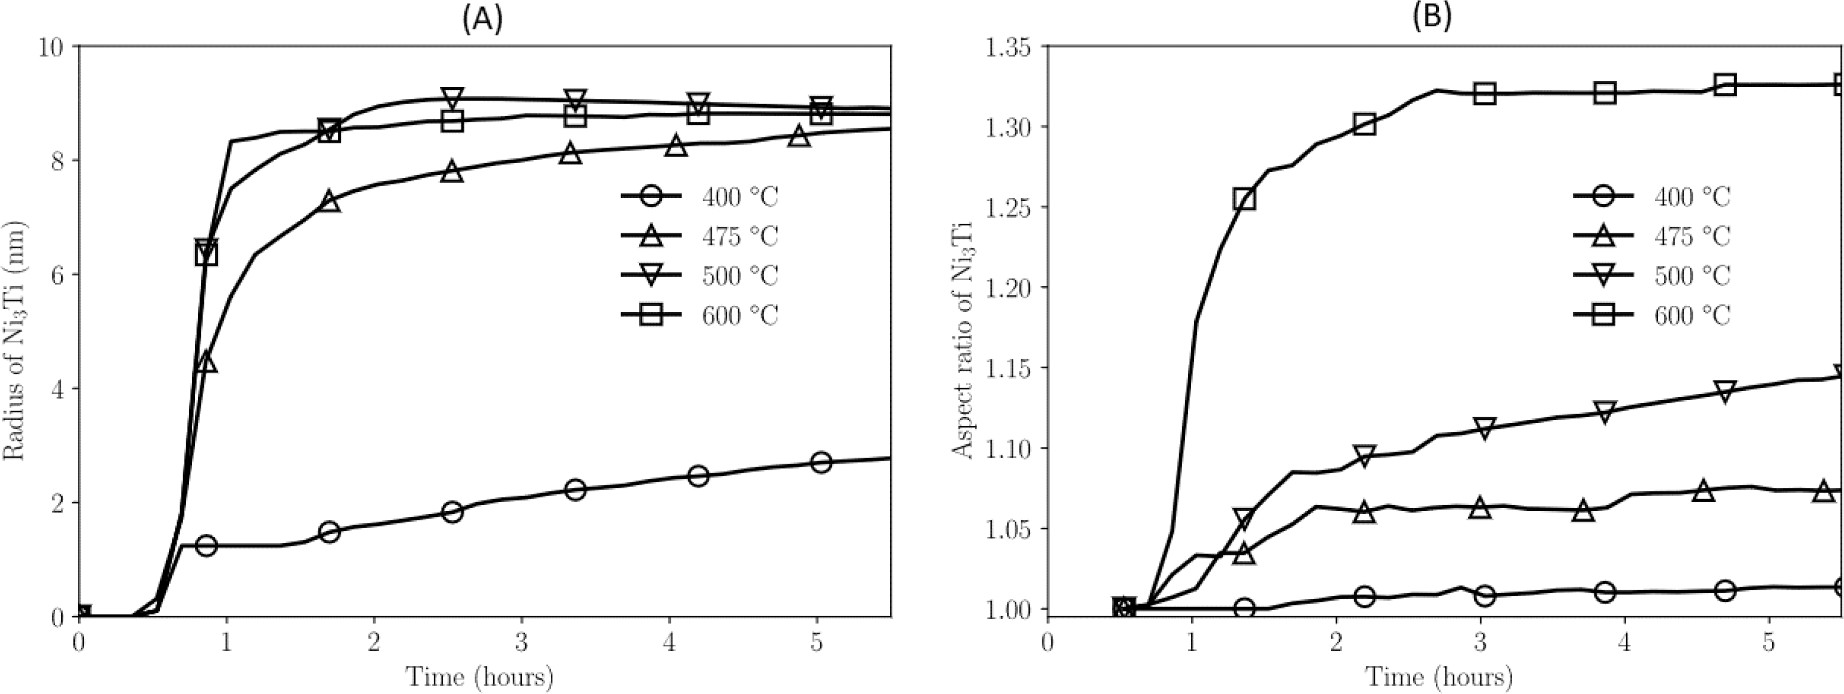 (A)
10
8
6
4
2
0
Radius of Ni₃Ti (nm)
400 °C
475 °C
500 °C
600 °C
0 1 2 3 4 5
Time (hours)
(B)
1.35
1.30
1.25
1.20
1.15
1.10
1.05
1.00
Aspect ratio of Ni₃Ti
400 °C
475 °C
500 °C
600 °C
0 1 2 3 4 5
Time (hours)